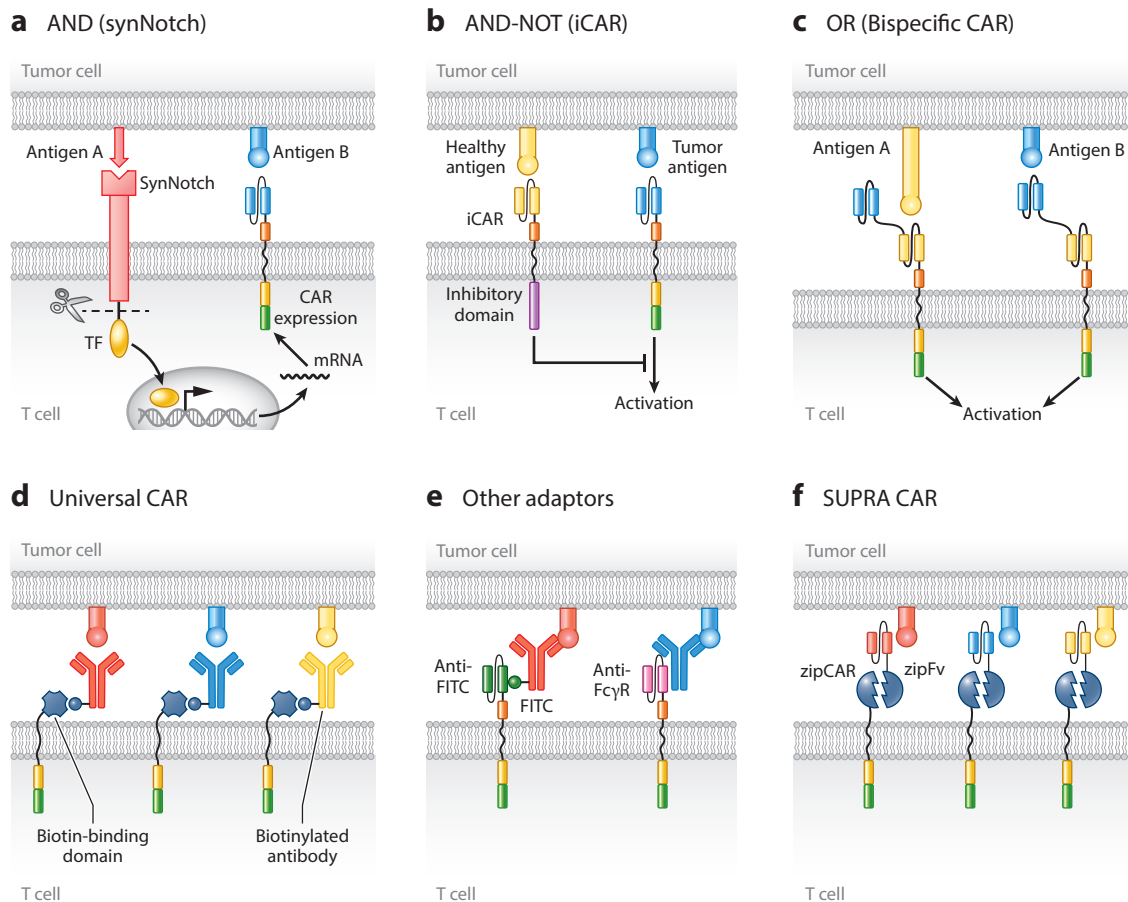 a AND (synNotch)
Tumor cell
Antigen A
Antigen B
SynNotch
CAR
expression
TF
mRNA
T cell
b AND-NOT (iCAR)
Tumor cell
Healthy
antigen
Tumor
antigen
iCAR
Inhibitory
domain
Activation
T cell
c OR (Bispecific CAR)
Tumor cell
Antigen A
Antigen B
Activation
T cell
d Universal CAR
Tumor cell
Biotin-binding
domain
Biotinylated
antibody
T cell
e Other adaptors
Tumor cell
Anti-
FITC
FITC
Anti-
FcγR
T cell
f SUPRA CAR
Tumor cell
zipCAR
zipFv
T cell